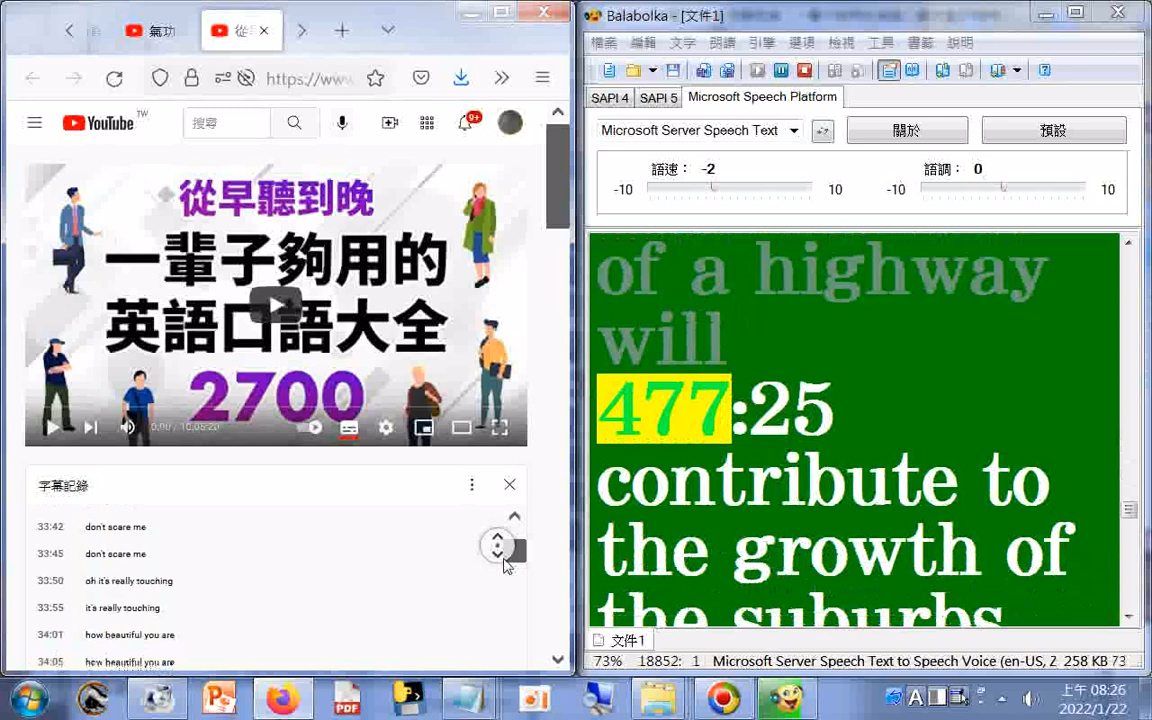 氣功
從
Balabolka - [文件1]
https://www
檔案 編輯 文字 朗讀 引擎 選項 檢視 工具 書籤 說明
SAPI 4 SAPI 5 Microsoft Speech Platform
YouTube TW
搜尋
9+
Microsoft Server Speech Text
關於
預設
語速： -2
語調： 0
-10 10 -10 10
從早聽到晚
一輩子夠用的
英語口語大全
2700
0:00 / 10:05:20
字幕記錄
33:42 don't scare me
33:45 don't scare me
33:50 oh it's really touching
33:55 it's really touching
34:01 how beautiful you are
34:05 how beautiful you are
of a highway
will
477:25
contribute to
the growth of
the suburbs
文件1
73% 18852: 1 Microsoft Server Speech Text to Speech Voice (en-US, Z 258 KB 73
PDF
A
上午 08:26
2022/1/22